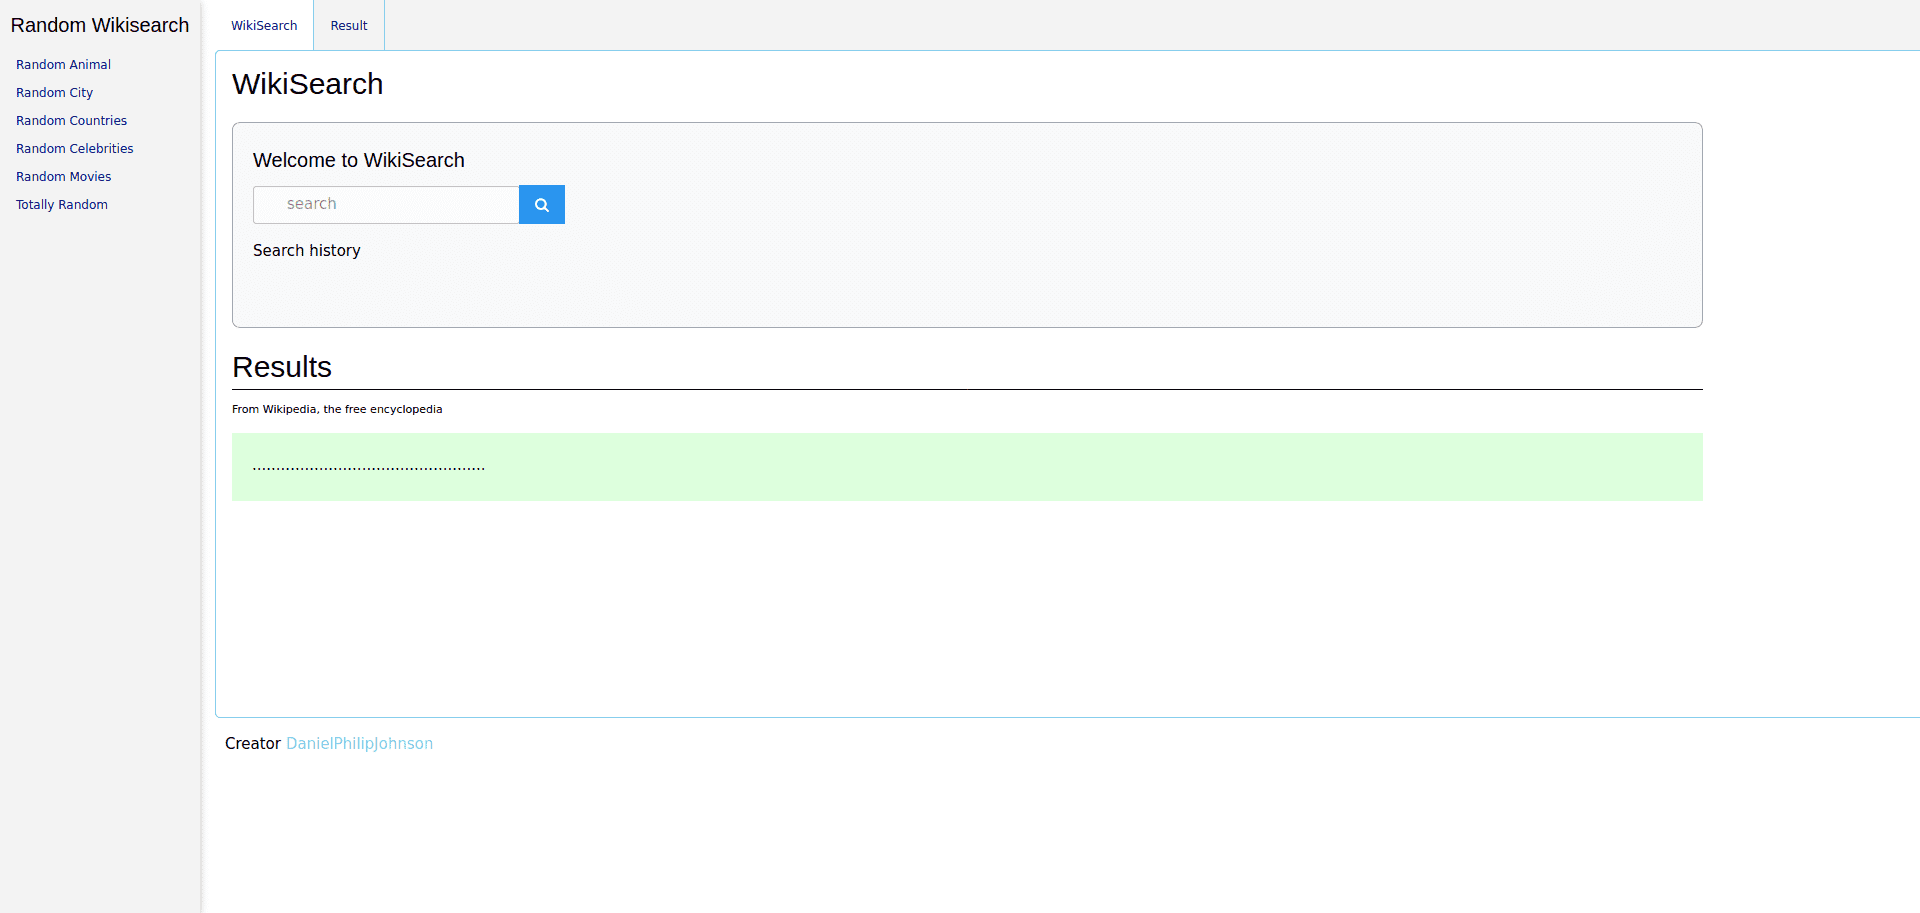 Random Wikisearch
Random Animal
Random City
Random Countries
Random Celebrities
Random Movies
Totally Random
WikiSearch
Result
WikiSearch
Welcome to WikiSearch
search
Search history
Results
From Wikipedia, the free encyclopedia
.................................................
Creator DanielPhilipJohnson